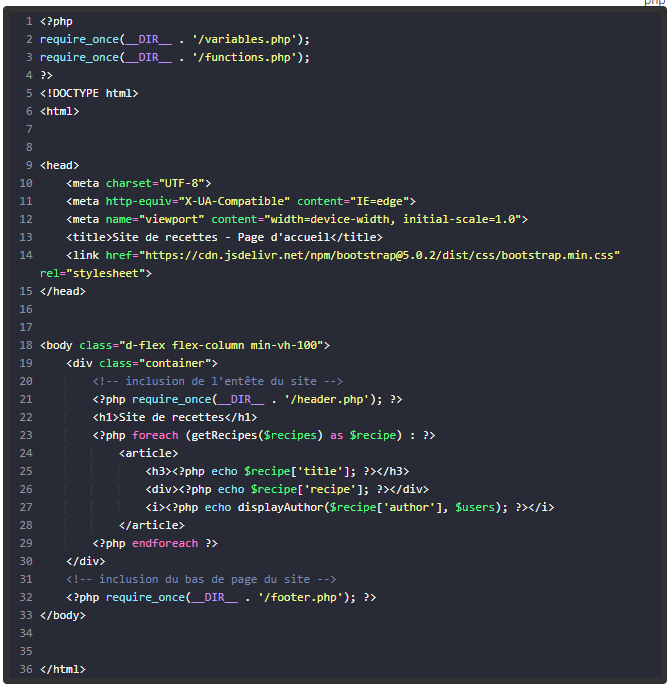 php
1 <?php
2 require_once(__DIR__ . '/variables.php');
3 require_once(__DIR__ . '/functions.php');
4 ?>
5 <!DOCTYPE html>
6 <html>
7
8
9 <head>
10     <meta charset="UTF-8">
11     <meta http-equiv="X-UA-Compatible" content="IE=edge">
12     <meta name="viewport" content="width=device-width, initial-scale=1.0">
13     <title>Site de recettes - Page d'accueil</title>
14     <link href="https://cdn.jsdelivr.net/npm/bootstrap@5.0.2/dist/css/bootstrap.min.css"
rel="stylesheet">
15 </head>
16
17
18 <body class="d-flex flex-column min-vh-100">
19     <div class="container">
20         <!-- inclusion de l'entête du site -->
21         <?php require_once(__DIR__ . '/header.php'); ?>
22         <h1>Site de recettes</h1>
23         <?php foreach (getRecipes($recipes) as $recipe) : ?>
24             <article>
25                 <h3><?php echo $recipe['title']; ?></h3>
26                 <div><?php echo $recipe['recipe']; ?></div>
27                 <i><?php echo displayAuthor($recipe['author'], $users); ?></i>
28             </article>
29         <?php endforeach ?>
30     </div>
31     <!-- inclusion du bas de page du site -->
32     <?php require_once(__DIR__ . '/footer.php'); ?>
33 </body>
34
35
36 </html>